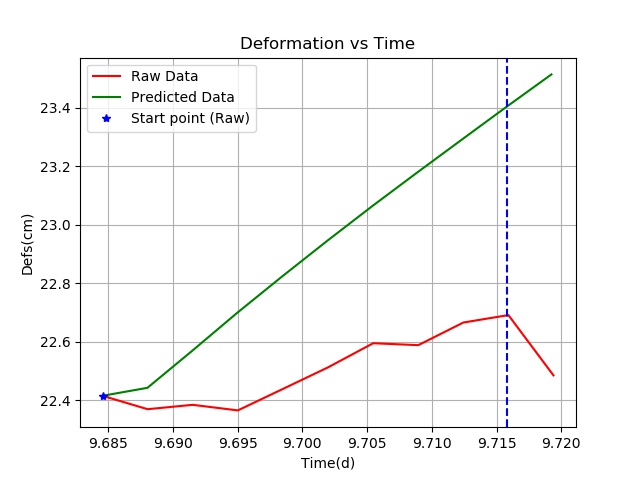 Deformation vs Time
Raw Data
Predicted Data
Start point (Raw)
Defs(cm)
23.4
23.2
23.0
22.8
22.6
22.4
9.685 9.690 9.695 9.700 9.705 9.710 9.715 9.720
Time(d)